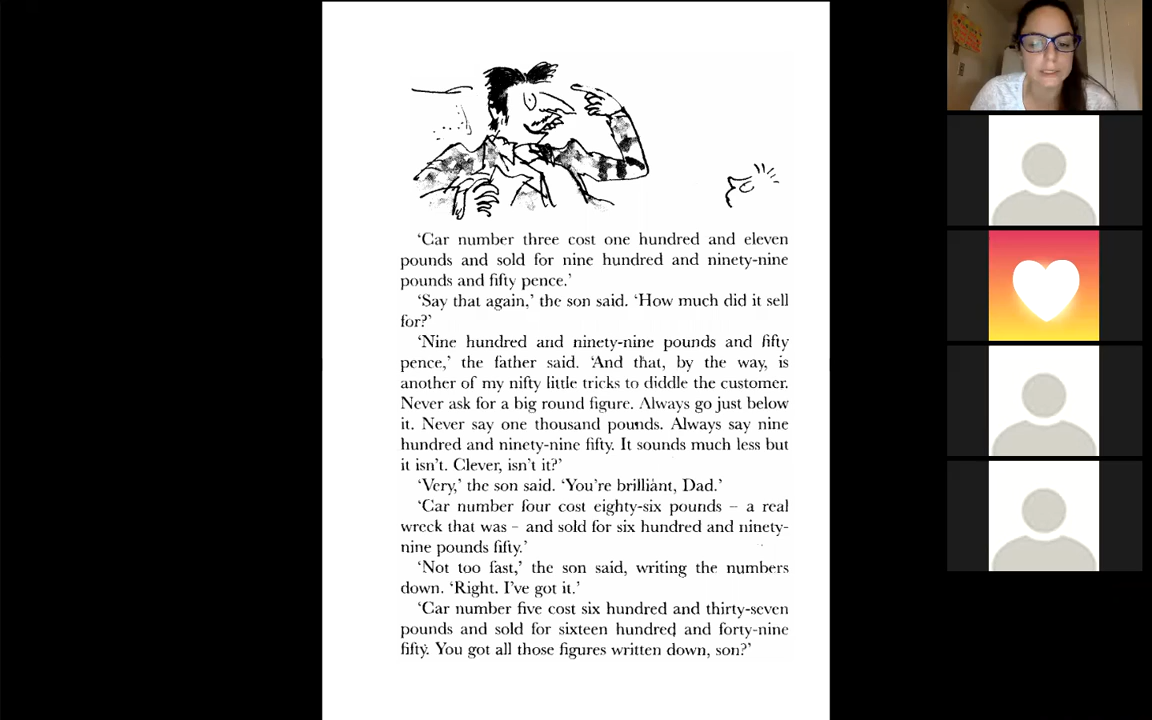 ‘Car number three cost one hundred and eleven
pounds and sold for nine hundred and ninety-nine
pounds and fifty pence.’
‘Say that again,’ the son said. ‘How much did it sell
for?’
‘Nine hundred and ninety-nine pounds and fifty
pence,’ the father said. ‘And that, by the way, is
another of my nifty little tricks to diddle the customer.
Never ask for a big round figure. Always go just below
it. Never say one thousand pounds. Always say nine
hundred and ninety-nine fifty. It sounds much less but
it isn’t. Clever, isn’t it?’
‘Very,’ the son said. ‘You’re brilliant, Dad.’
‘Car number four cost eighty-six pounds – a real
wreck that was – and sold for six hundred and ninety-
nine pounds fifty.’
‘Not too fast,’ the son said, writing the numbers
down. ‘Right. I’ve got it.’
‘Car number five cost six hundred and thirty-seven
pounds and sold for sixteen hundred and forty-nine
fifty. You got all those figures written down, son?’